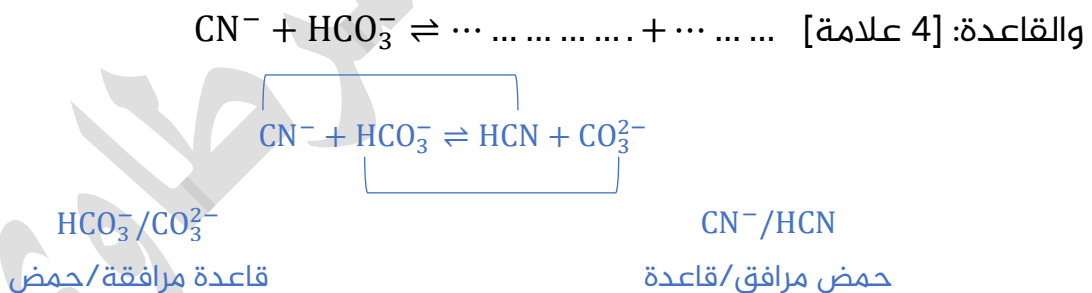 والقاعدة: [4 علامة] CN⁻ + HCO₃⁻ ⇌ ⋯ … … … … . + ⋯ … …
CN⁻ + HCO₃⁻ ⇌ HCN + CO₃²⁻
CN⁻/HCN
حمض مرافق/قاعدة
HCO₃⁻/CO₃²⁻
قاعدة مرافقة/حمض